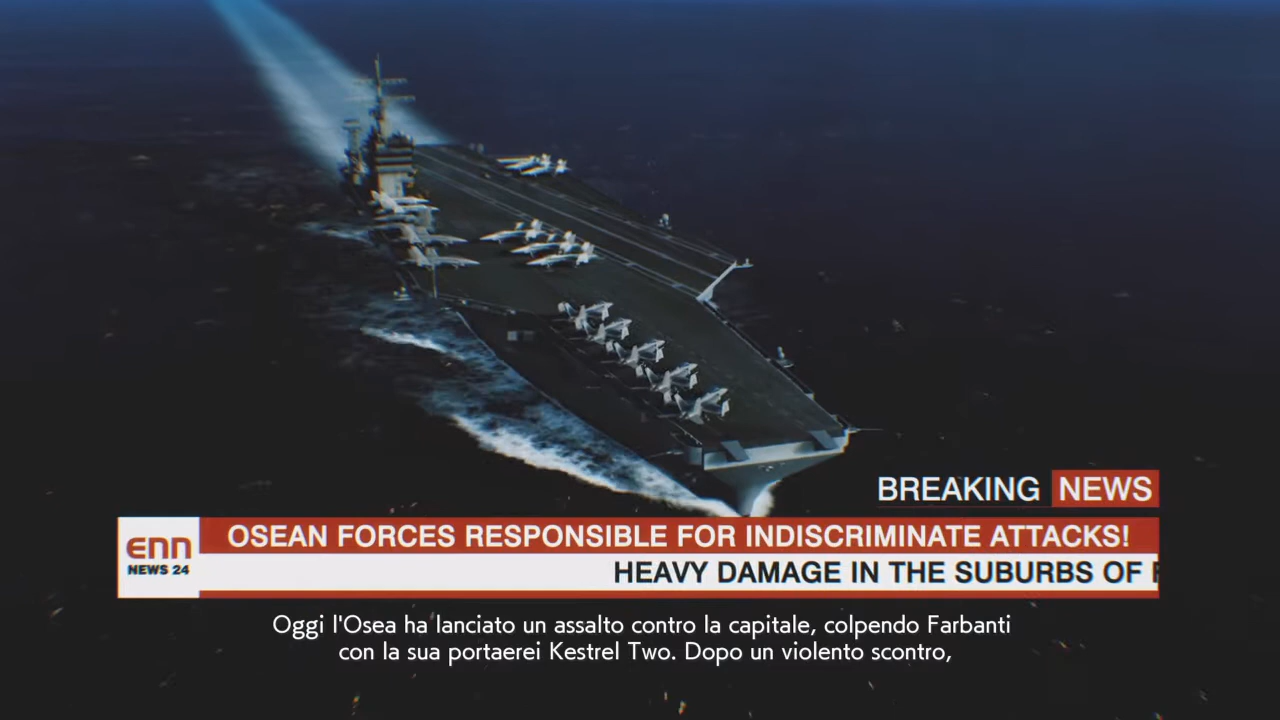 BREAKING NEWS
enn
NEWS 24
OSEAN FORCES RESPONSIBLE FOR INDISCRIMINATE ATTACKS!
HEAVY DAMAGE IN THE SUBURBS OF
Oggi l'Osea ha lanciato un assalto contro la capitale, colpendo Farbanti
con la sua portaerei Kestrel Two. Dopo un violento scontro,